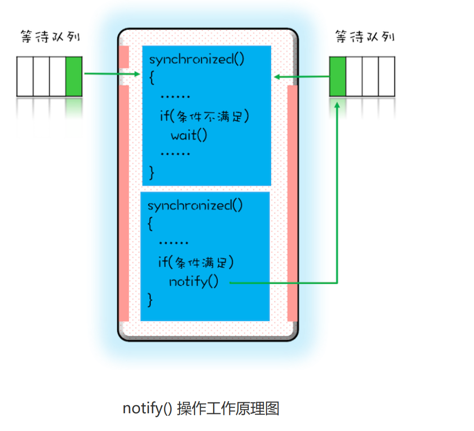 等待队列
等待队列
synchronized()
{
……
if(条件不满足)
wait()
……
}
synchronized()
{
……
if(条件满足)
notify()
}
notify() 操作工作原理图